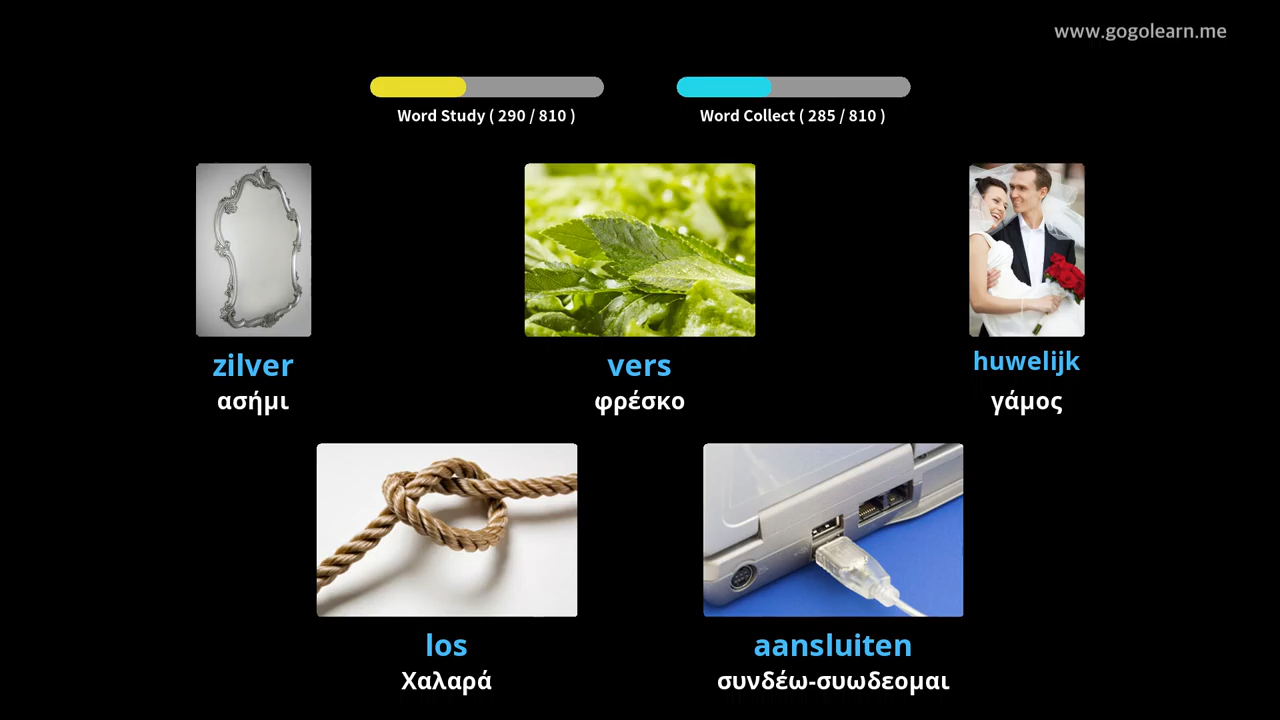 www.gogolearn.me
Word Study ( 290 / 810 )
Word Collect ( 285 / 810 )
zilver
ασήμι
vers
φρέσκο
huwelijk
γάμος
los
Χαλαρά
aansluiten
συνδέω-συωδεομαι